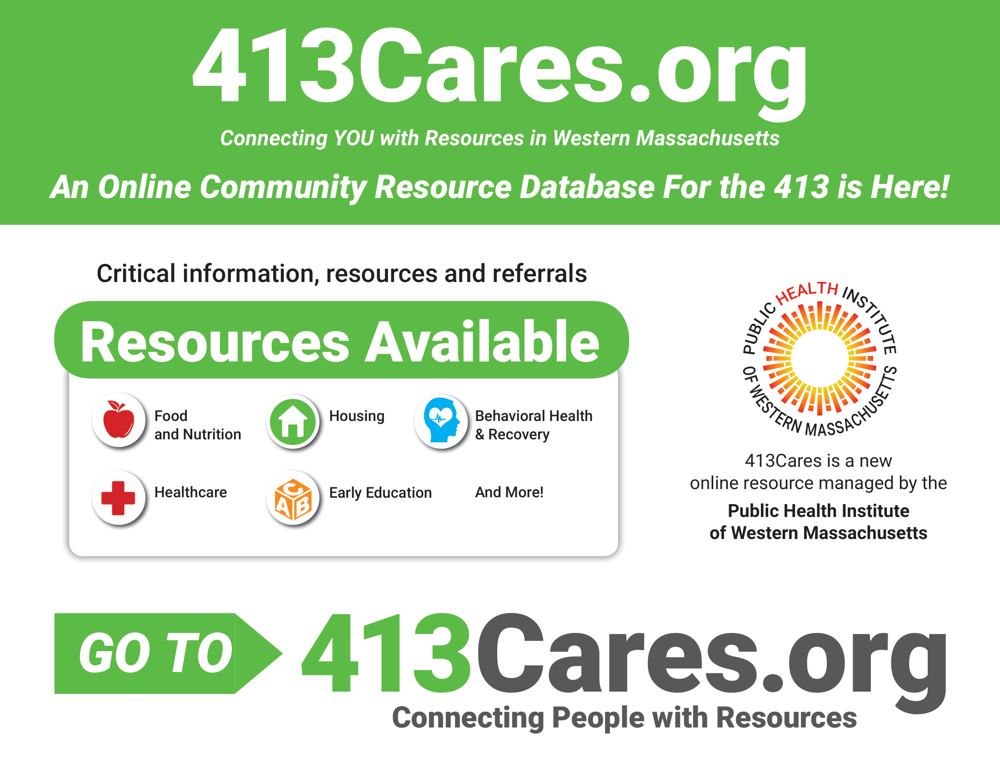 413Cares.org
Connecting YOU with Resources in Western Massachusetts
An Online Community Resource Database For the 413 is Here!
Critical information, resources and referrals
Resources Available
Food
and Nutrition
Housing
Behavioral Health
& Recovery
Healthcare
C
A B
Early Education
And More!
PUBLIC HEALTH INSTITUTE
OF WESTERN MASSACHUSETTS
413Cares is a new
online resource managed by the
Public Health Institute
of Western Massachusetts
GO TO
413Cares.org
Connecting People with Resources